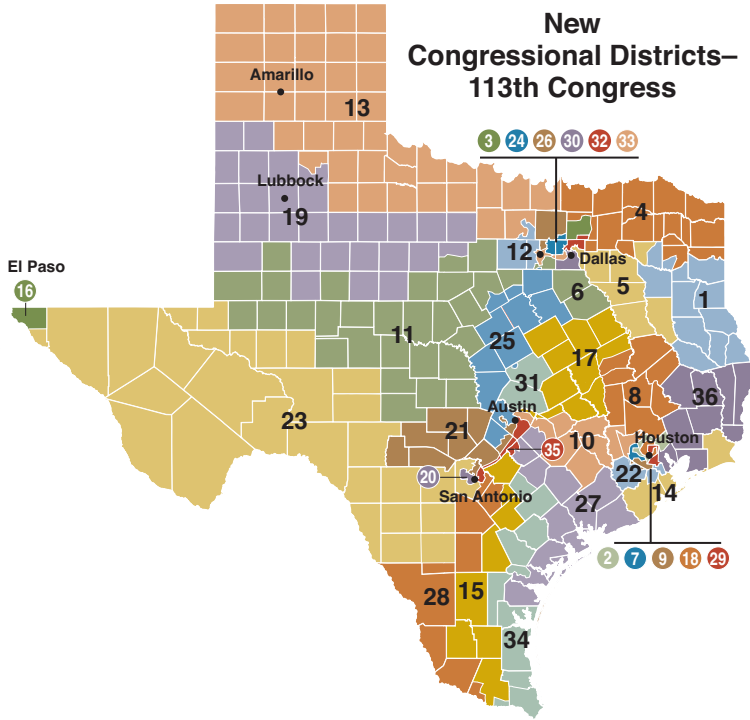 New
Congressional Districts–
113th Congress
Amarillo
13
3 24 26 30 32 33
Lubbock
19
4
12
Dallas
El Paso
16
6
5
1
11
25
17
31
36
8
Austin
23
21
10
Houston
35
20
22
San Antonio
14
27
2 7 9 18 29
28
15
34